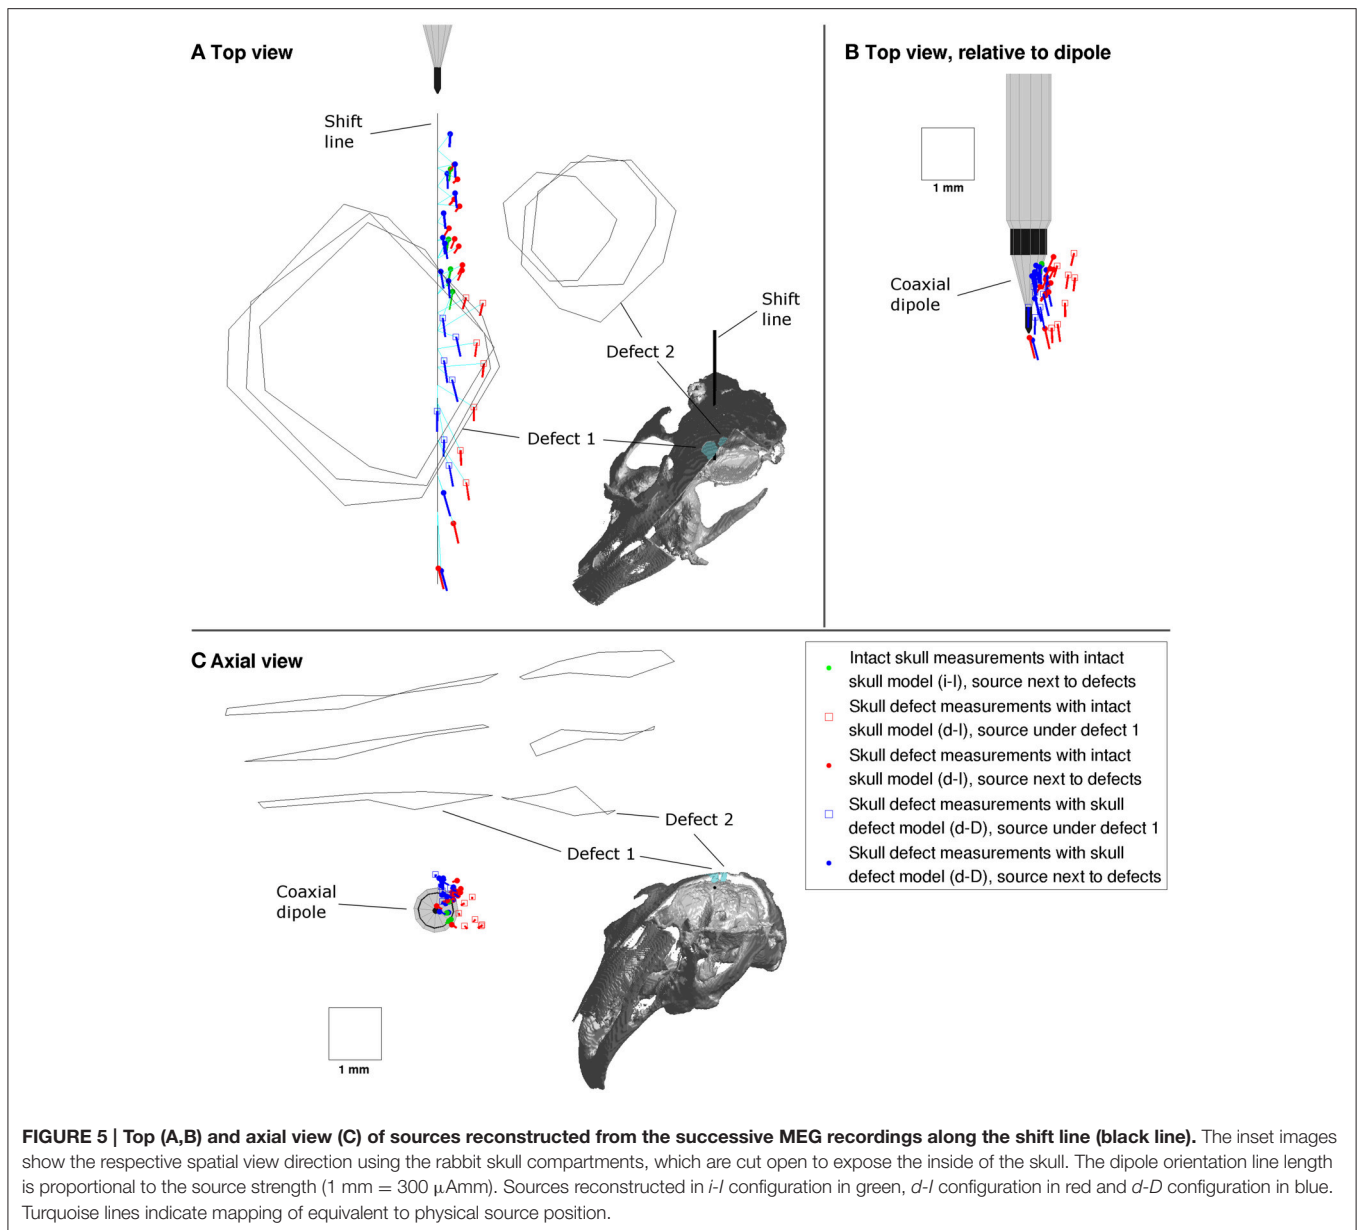 A Top view
Shift
line
Defect 2
Shift
line
Defect 1
B Top view, relative to dipole
1 mm
Coaxial
dipole
C Axial view
Defect 2
Defect 1
Coaxial
dipole
1 mm
Intact skull measurements with intact
skull model (i-I), source next to defects
Skull defect measurements with intact
skull model (d-I), source under defect 1
Skull defect measurements with intact
skull model (d-I), source next to defects
Skull defect measurements with skull
defect model (d-D), source under defect 1
Skull defect measurements with skull
defect model (d-D), source next to defects
FIGURE 5 | Top (A,B) and axial view (C) of sources reconstructed from the successive MEG recordings along the shift line (black line). The inset images
show the respective spatial view direction using the rabbit skull compartments, which are cut open to expose the inside of the skull. The dipole orientation line length
is proportional to the source strength (1 mm = 300 μAmm). Sources reconstructed in i-I configuration in green, d-I configuration in red and d-D configuration in blue.
Turquoise lines indicate mapping of equivalent to physical source position.